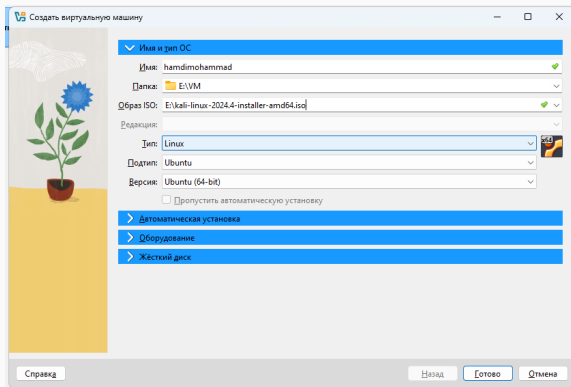 Создать виртуальную машину
Имя и тип ОС
Имя: hamdimohammad
Папка: E:\VM
Образ ISO: E:\kali-linux-2024.4-installer-amd64.iso
Редакция:
Тип: Linux
Подтип: Ubuntu
Версия: Ubuntu (64-bit)
Пропустить автоматическую установку
Автоматическая установка
Оборудование
Жёсткий диск
Справка Назад Готово Отмена